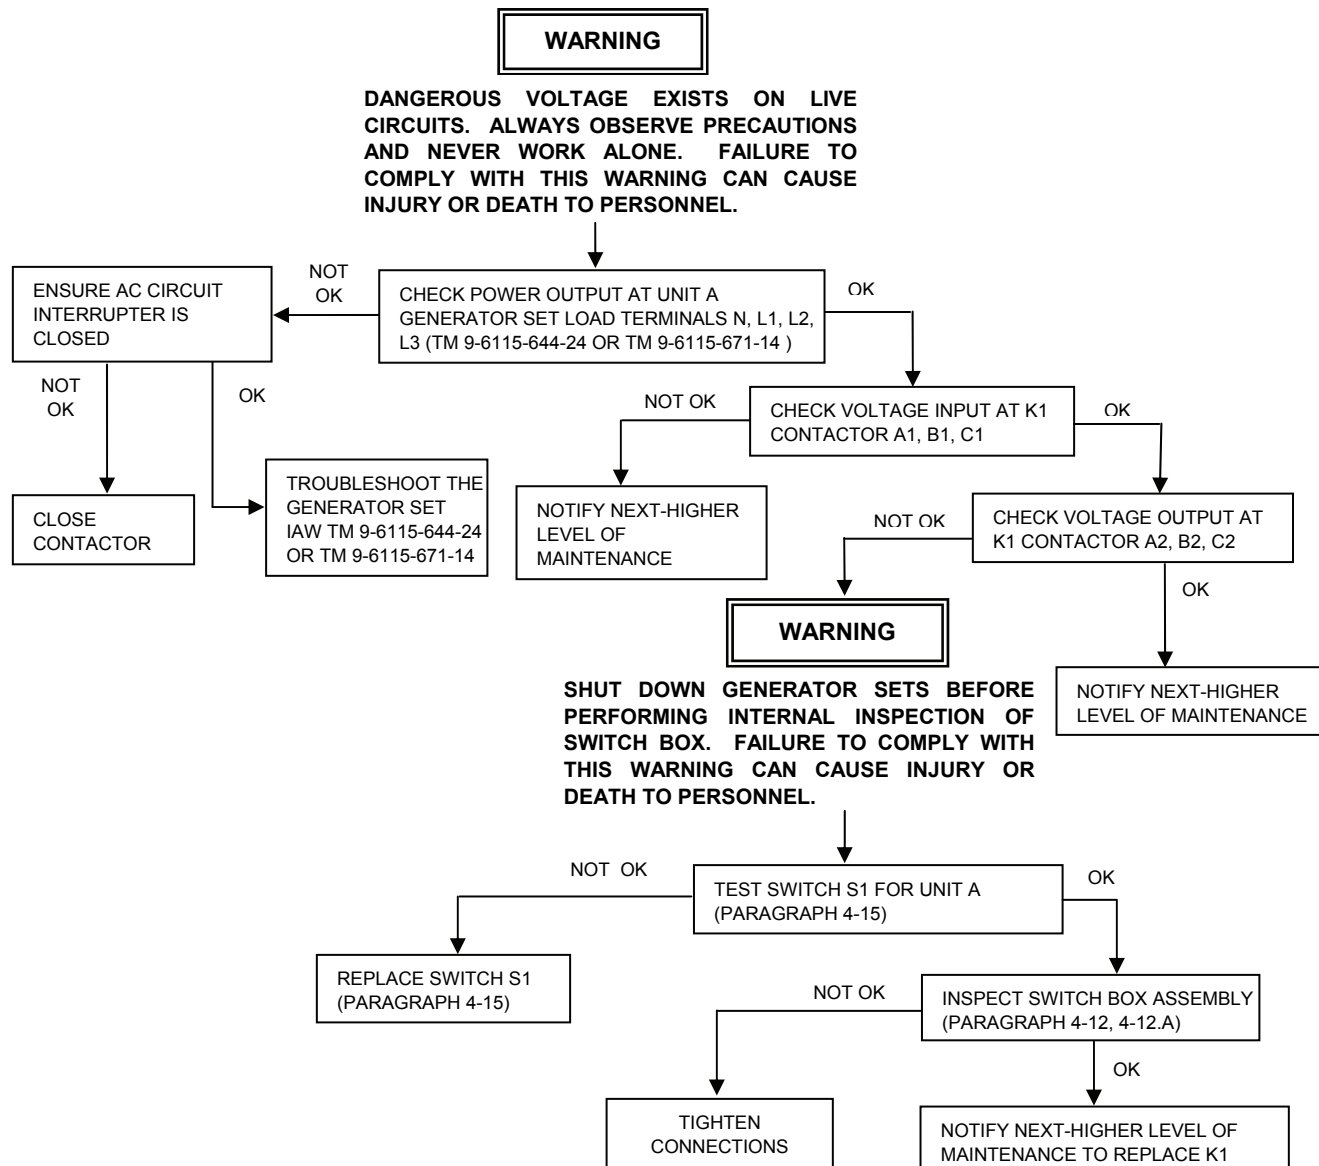 WARNING
DANGEROUS VOLTAGE EXISTS ON LIVE
CIRCUITS. ALWAYS OBSERVE PRECAUTIONS
AND NEVER WORK ALONE. FAILURE TO
COMPLY WITH THIS WARNING CAN CAUSE
INJURY OR DEATH TO PERSONNEL.
NOT
OK
OK
ENSURE AC CIRCUIT
INTERRUPTER IS
CLOSED
CHECK POWER OUTPUT AT UNIT A
GENERATOR SET LOAD TERMINALS N, L1, L2,
L3 (TM 9-6115-644-24 OR TM 9-6115-671-14 )
NOT
OK
OK
NOT OK
CHECK VOLTAGE INPUT AT K1
CONTACTOR A1, B1, C1
OK
CLOSE
CONTACTOR
TROUBLESHOOT THE
GENERATOR SET
IAW TM 9-6115-644-24
OR TM 9-6115-671-14
NOTIFY NEXT-HIGHER
LEVEL OF
MAINTENANCE
NOT OK
CHECK VOLTAGE OUTPUT AT
K1 CONTACTOR A2, B2, C2
OK
WARNING
NOTIFY NEXT-HIGHER
LEVEL OF MAINTENANCE
SHUT DOWN GENERATOR SETS BEFORE
PERFORMING INTERNAL INSPECTION OF
SWITCH BOX. FAILURE TO COMPLY WITH
THIS WARNING CAN CAUSE INJURY OR
DEATH TO PERSONNEL.
NOT OK
TEST SWITCH S1 FOR UNIT A
(PARAGRAPH 4-15)
OK
REPLACE SWITCH S1
(PARAGRAPH 4-15)
NOT OK
INSPECT SWITCH BOX ASSEMBLY
(PARAGRAPH 4-12, 4-12.A)
OK
TIGHTEN
CONNECTIONS
NOTIFY NEXT-HIGHER LEVEL OF
MAINTENANCE TO REPLACE K1